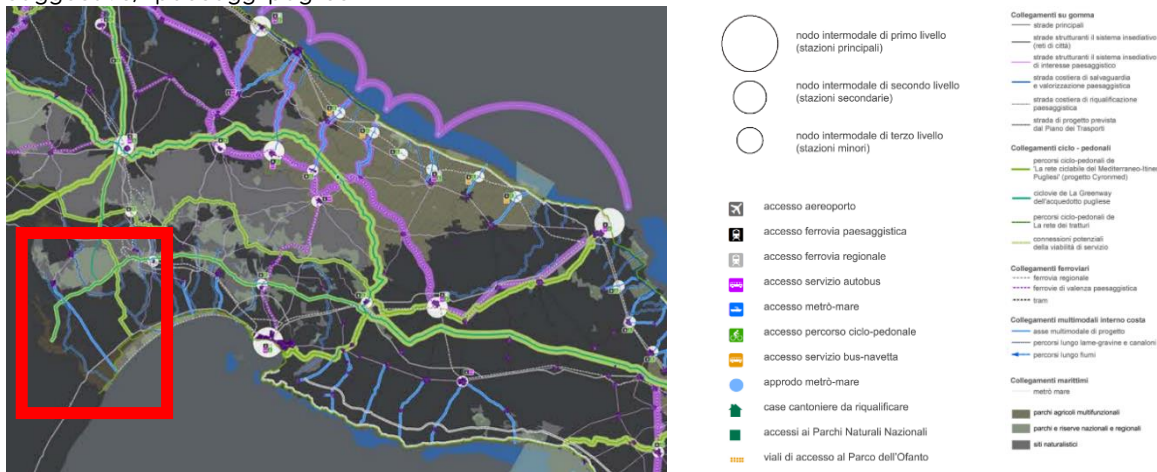 nodo intermodale di primo livello
(stazioni principali)
nodo intermodale di secondo livello
(stazioni secondarie)
nodo intermodale di terzo livello
(stazioni minori)
accesso aereoporto
accesso ferrovia paesaggistica
accesso ferrovia regionale
accesso servizio autobus
accesso metrò-mare
accesso percorso ciclo-pedonale
accesso servizio bus-navetta
approdo metrò-mare
case cantoniere da riqualificare
accessi ai Parchi Naturali Nazionali
viali di accesso al Parco dell'Ofanto
Collegamenti su gomma
strade principali
strade strutturanti il sistema insediativo
(reti di città)
strade strutturanti il sistema insediativo
di interesse paesaggistico
strada costiera di salvaguardia
e valorizzazione paesaggistica
strada costiera di riqualificazione
paesaggistica
strada di progetto prevista
dal Piano dei Trasporti
Collegamenti ciclo - pedonali
percorsi ciclo-pedonali de
'La rete ciclabile del Mediterraneo-Itine
Pugliesi' (progetto Cyronmed)
ciclovie de La Greenway
dell'acquedotto pugliese
percorsi ciclo-pedonali de
La rete dei tratturi
connessioni potenziali
della viabilità di servizio
Collegamenti ferroviari
ferrovia regionale
ferrovie di valenza paesaggistica
tram
Collegamenti multimodali interno costa
asse multimodale di progetto
percorsi lungo lame-gravine e canaloni
percorsi lungo fiumi
Collegamenti marittimi
metrò mare
parchi agricoli multifunzionali
parchi e riserve nazionali e regionali
siti naturalistici